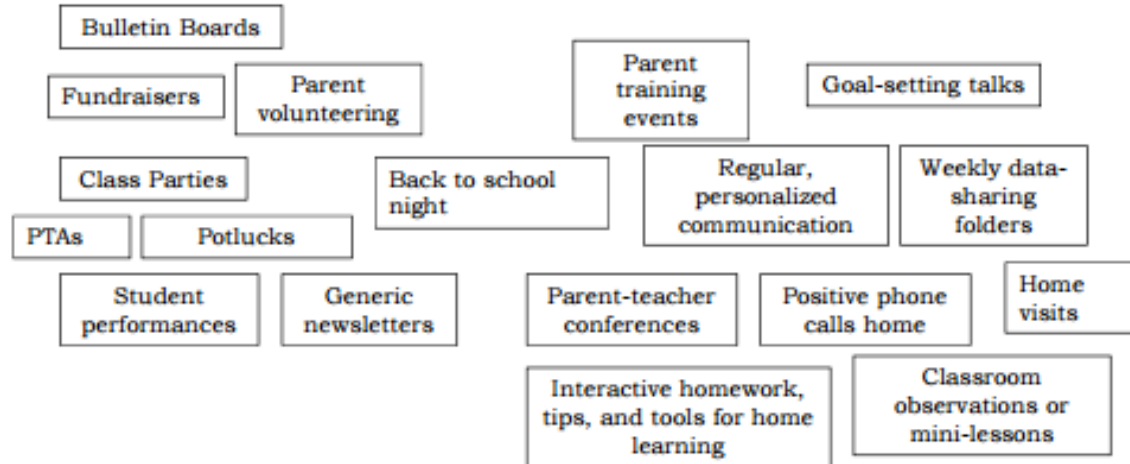 Bulletin Boards
Fundraisers
Parent
volunteering
Parent
training
events
Goal-setting talks
Class Parties
Back to school
night
Regular,
personalized
communication
Weekly data-
sharing
folders
PTAs
Potlucks
Student
performances
Generic
newsletters
Parent-teacher
conferences
Positive phone
calls home
Home
visits
Interactive homework,
tips, and tools for home
learning
Classroom
observations or
mini-lessons